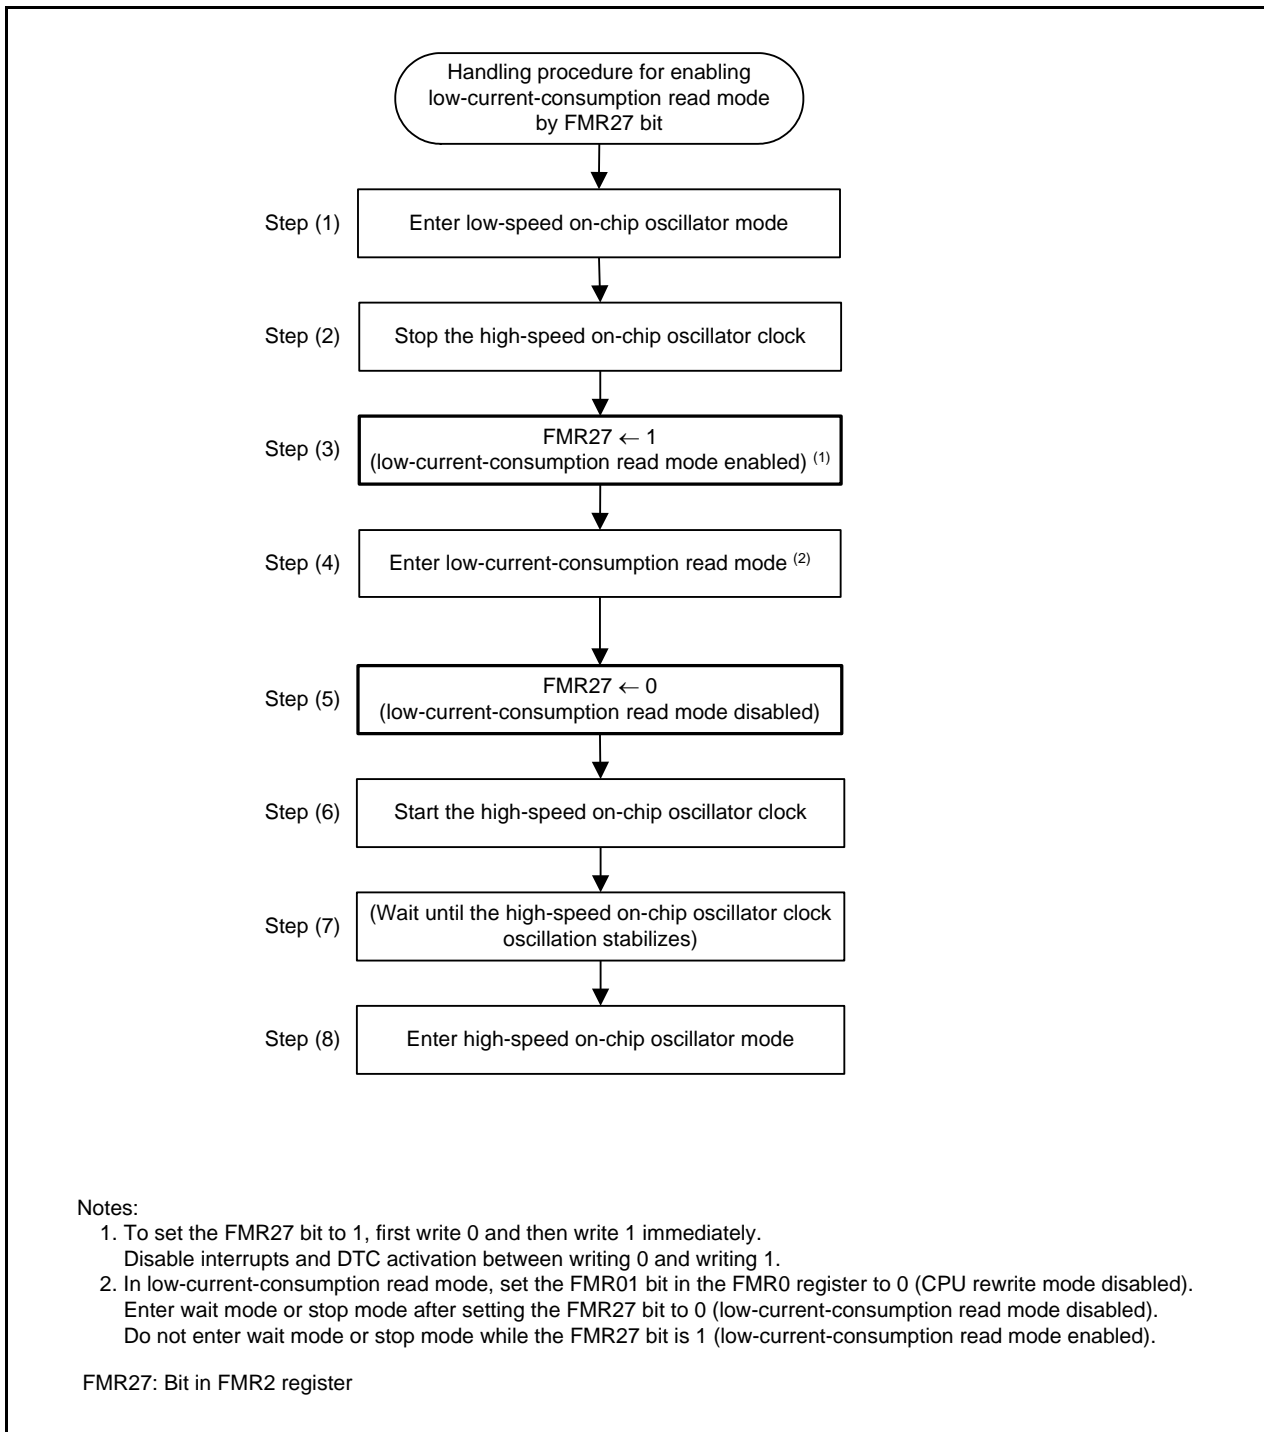 Handling procedure for enabling
low-current-consumption read mode
by FMR27 bit
Step (1)
Enter low-speed on-chip oscillator mode
Step (2)
Stop the high-speed on-chip oscillator clock
Step (3)
FMR27 ← 1
(low-current-consumption read mode enabled) (1)
Step (4)
Enter low-current-consumption read mode (2)
Step (5)
FMR27 ← 0
(low-current-consumption read mode disabled)
Step (6)
Start the high-speed on-chip oscillator clock
Step (7)
(Wait until the high-speed on-chip oscillator clock
oscillation stabilizes)
Step (8)
Enter high-speed on-chip oscillator mode
Notes:
1. To set the FMR27 bit to 1, first write 0 and then write 1 immediately.
Disable interrupts and DTC activation between writing 0 and writing 1.
2. In low-current-consumption read mode, set the FMR01 bit in the FMR0 register to 0 (CPU rewrite mode disabled).
Enter wait mode or stop mode after setting the FMR27 bit to 0 (low-current-consumption read mode disabled).
Do not enter wait mode or stop mode while the FMR27 bit is 1 (low-current-consumption read mode enabled).
FMR27: Bit in FMR2 register